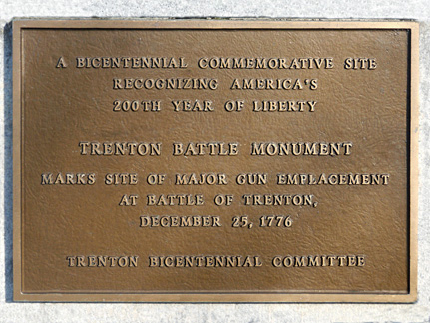 A BICENTENNIAL COMMEMORATIVE SITE
RECOGNIZING AMERICA'S
200TH YEAR OF LIBERTY
TRENTON BATTLE MONUMENT
MARKS SITE OF MAJOR GUN EMPLACEMENT
AT BATTLE OF TRENTON,
DECEMBER 25, 1776
TRENTON BICENTENNIAL COMMITTEE